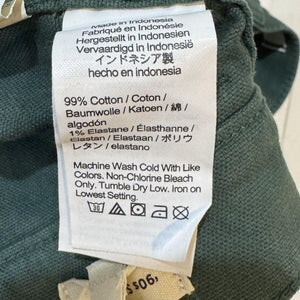 Made in Indonesia
Fabriqué en Indonésie
Hergestellt in Indonesien
Vervaardigd in Indonesië
インドネシア製
hecho en indonesia
99% Cotton / Coton /
Baumwolle / Katoen / 綿 /
algodón
1% Elastane / Élasthanne /
Elastan / Elastaan / ポリウ
レタン / elastano
Machine Wash Cold With Like
Colors. Non-Chlorine Bleach
Only. Tumble Dry Low. Iron on
Lowest Setting.
'90s S